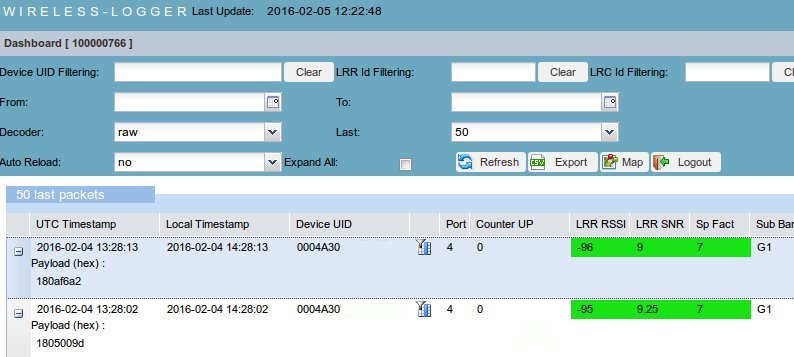 WIRELESS-LOGGER Last Update: 2016-02-05 12:22:48
Dashboard [ 100000766 ]
Device UID Filtering: Clear LRR Id Filtering: Clear LRC Id Filtering:
From: To:
Decoder: raw Last: 50
Auto Reload: no Expand All: Refresh CSV Export Map Logout
50 last packets
UTC Timestamp Local Timestamp Device UID Port Counter UP LRR RSSI LRR SNR Sp Fact Sub
2016-02-04 13:28:13 2016-02-04 14:28:13 0004A30 4 0 -96 9 7 G1
Payload (hex) :
180af6a2
2016-02-04 13:28:02 2016-02-04 14:28:02 0004A30 4 0 -95 9.25 7 G1
Payload (hex) :
1805009d